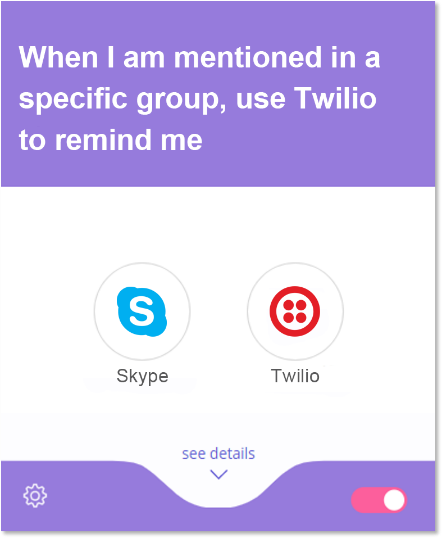 When I am mentioned in a
specific group, use Twilio
to remind me
S
Skype
Twilio
see details